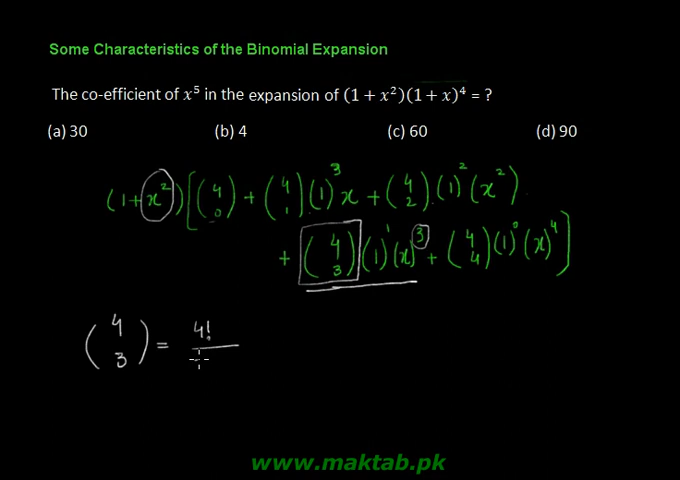 Some Characteristics of the Binomial Expansion
The co-efficient of x⁵ in the expansion of (1 + x²)(1 + x)⁴ = ?
(a) 30 (b) 4 (c) 60 (d) 90
(1+x²)[(4 0) + (4 1)(1)³x + (4 2)(1)²(x²)
+ (4 3)(1)¹(x)³ + (4 4)(1)⁰(x)⁴]
(4 3) = 4!
www.maktab.pk